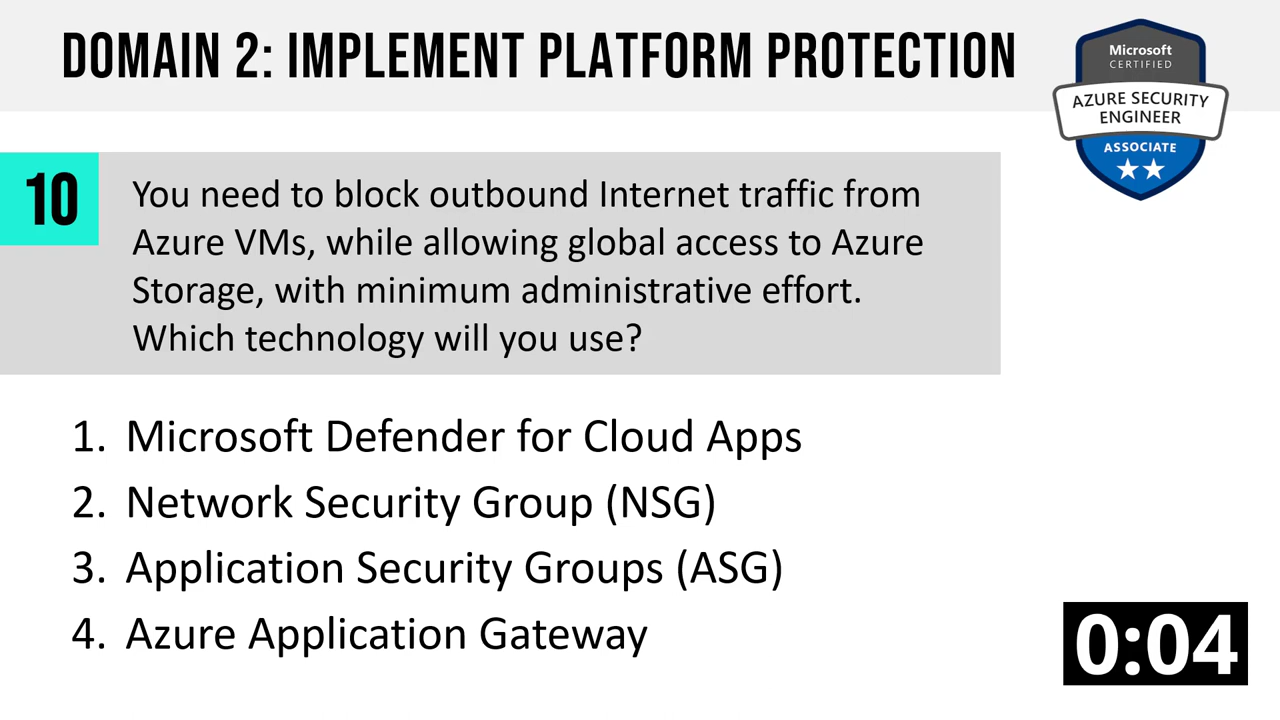 DOMAIN 2: IMPLEMENT PLATFORM PROTECTION
Microsoft
CERTIFIED
AZURE SECURITY
ENGINEER
ASSOCIATE
10
You need to block outbound Internet traffic from
Azure VMs, while allowing global access to Azure
Storage, with minimum administrative effort.
Which technology will you use?
1. Microsoft Defender for Cloud Apps
2. Network Security Group (NSG)
3. Application Security Groups (ASG)
4. Azure Application Gateway
0:04